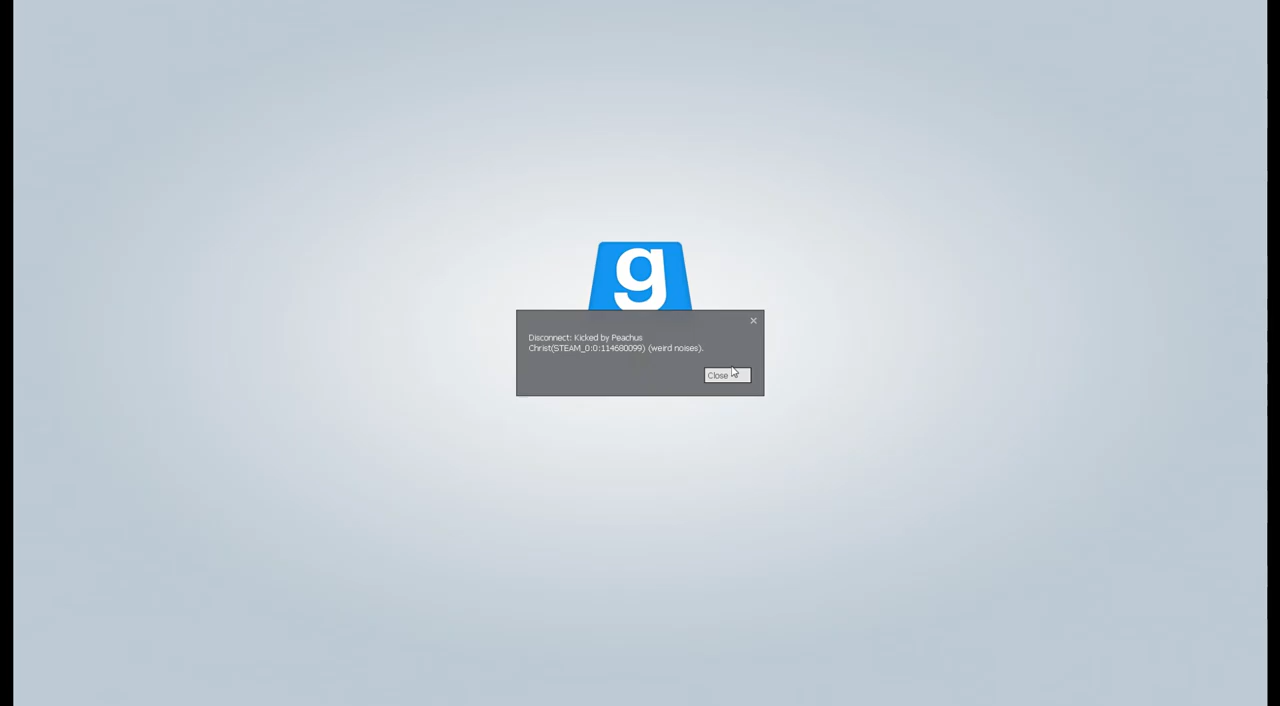 g
Disconnect: Kicked by Peachus
Christ(STEAM_0:0:114680099) (weird noises).
Close